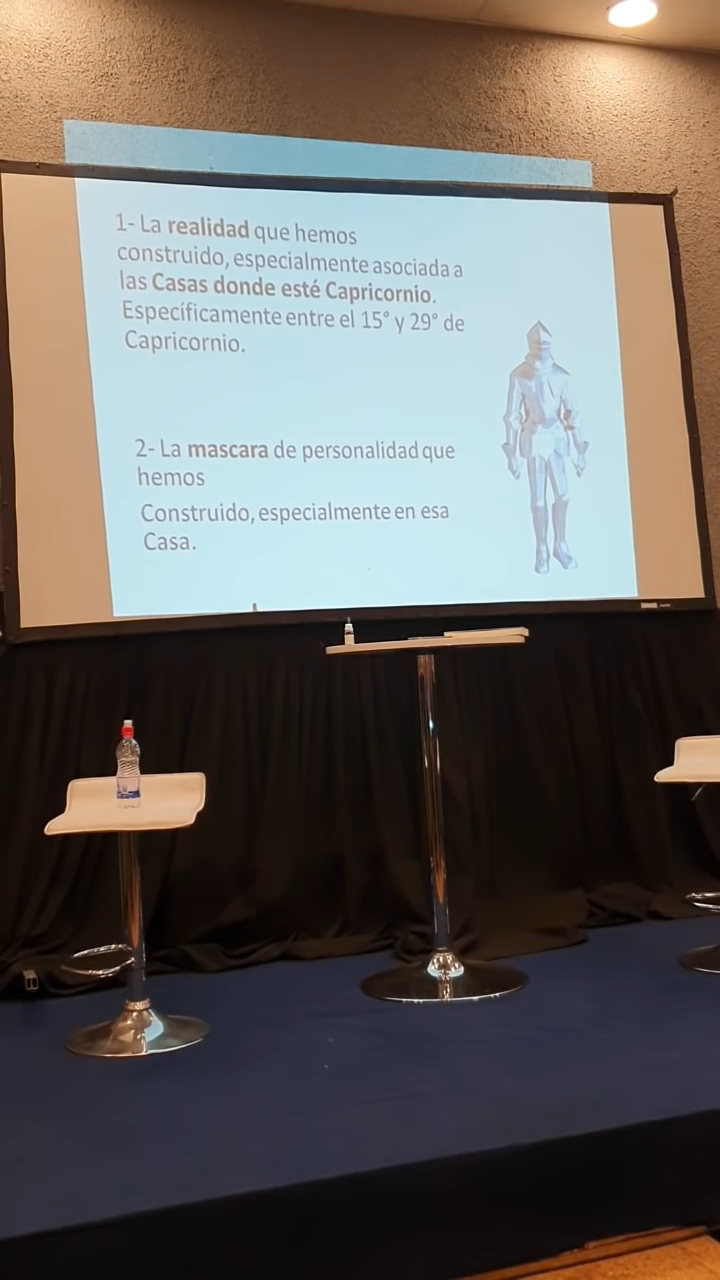 1- La realidad que hemos
construido, especialmente asociada a
las Casas donde esté Capricornio.
Específicamente entre el 15° y 29° de
Capricornio.
2- La mascara de personalidad que
hemos
Construido, especialmente en esa
Casa.